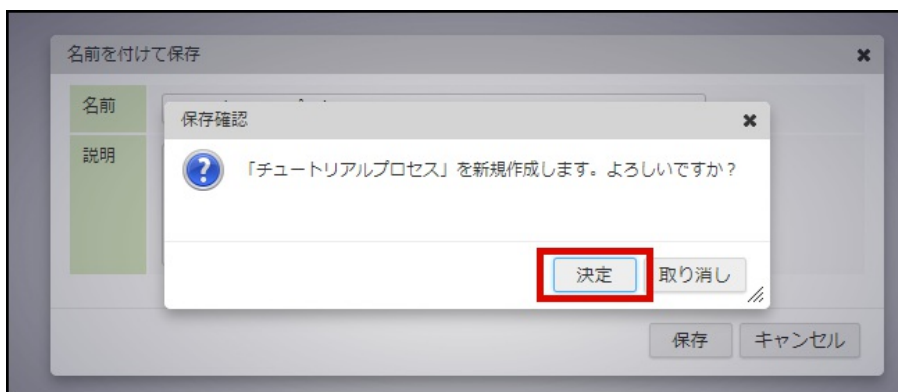 名前を付けて保存
名前
保存確認
説明
「チュートリアルプロセス」を新規作成します。よろしいですか?
決定 取り消し
保存 キャンセル